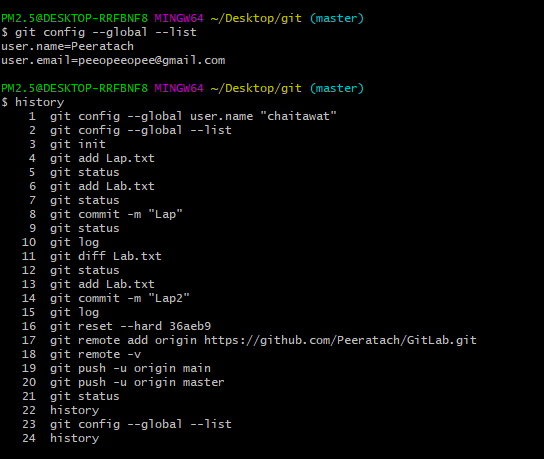 PM2.5@DESKTOP-RRFBNF8 MINGW64 ~/Desktop/git (master)
$ git config --global --list
user.name=Peeratach
user.email=peeopeeopee@gmail.com

PM2.5@DESKTOP-RRFBNF8 MINGW64 ~/Desktop/git (master)
$ history
    1  git config --global user.name "chaitawat"
    2  git config --global --list
    3  git init
    4  git add Lap.txt
    5  git status
    6  git add Lab.txt
    7  git status
    8  git commit -m "Lap"
    9  git status
   10  git log
   11  git diff Lab.txt
   12  git status
   13  git add Lab.txt
   14  git commit -m "Lap2"
   15  git log
   16  git reset --hard 36aeb9
   17  git remote add origin https://github.com/Peeratach/GitLab.git
   18  git remote -v
   19  git push -u origin main
   20  git push -u origin master
   21  git status
   22  history
   23  git config --global --list
   24  history